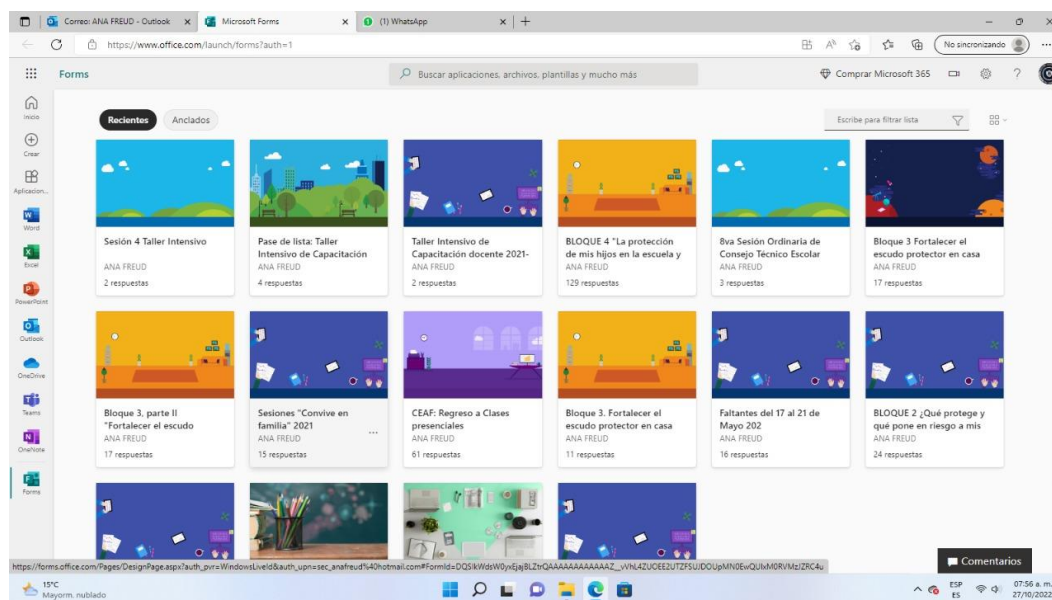 Correo: ANA FREUD - Outlook
Microsoft Forms
(1) WhatsApp
https://www.office.com/launch/forms?auth=1
No sincronizando
Forms
Buscar aplicaciones, archivos, plantillas y mucho más
Comprar Microsoft 365
Inicio
Crear
Aplicacion...
Word
Excel
PowerPoint
Outlook
OneDrive
Teams
OneNote
Forms
Recientes
Anclados
Escribe para filtrar lista
Sesión 4 Taller Intensivo
ANA FREUD
2 respuestas
Pase de lista: Taller
Intensivo de Capacitación
ANA FREUD
4 respuestas
Taller Intensivo de
Capacitación docente 2021-
ANA FREUD
2 respuestas
BLOQUE 4 "La protección
de mis hijos en la escuela y
ANA FREUD
129 respuestas
8va Sesión Ordinaria de
Consejo Técnico Escolar
ANA FREUD
3 respuestas
Bloque 3 Fortalecer el
escudo protector en casa
ANA FREUD
17 respuestas
Bloque 3, parte II
"Fortalecer el escudo
ANA FREUD
17 respuestas
Sesiones "Convive en
familia" 2021
ANA FREUD
15 respuestas
CEAF: Regreso a Clases
presenciales
ANA FREUD
61 respuestas
Bloque 3. Fortalecer el
escudo protector en casa
ANA FREUD
11 respuestas
Faltantes del 17 al 21 de
Mayo 202
ANA FREUD
16 respuestas
BLOQUE 2 ¿Qué protege y
qué pone en riesgo a mis
ANA FREUD
24 respuestas
Comentarios
15°C
Mayorm. nublado
ESP
ES
07:56 a. m.
27/10/2022